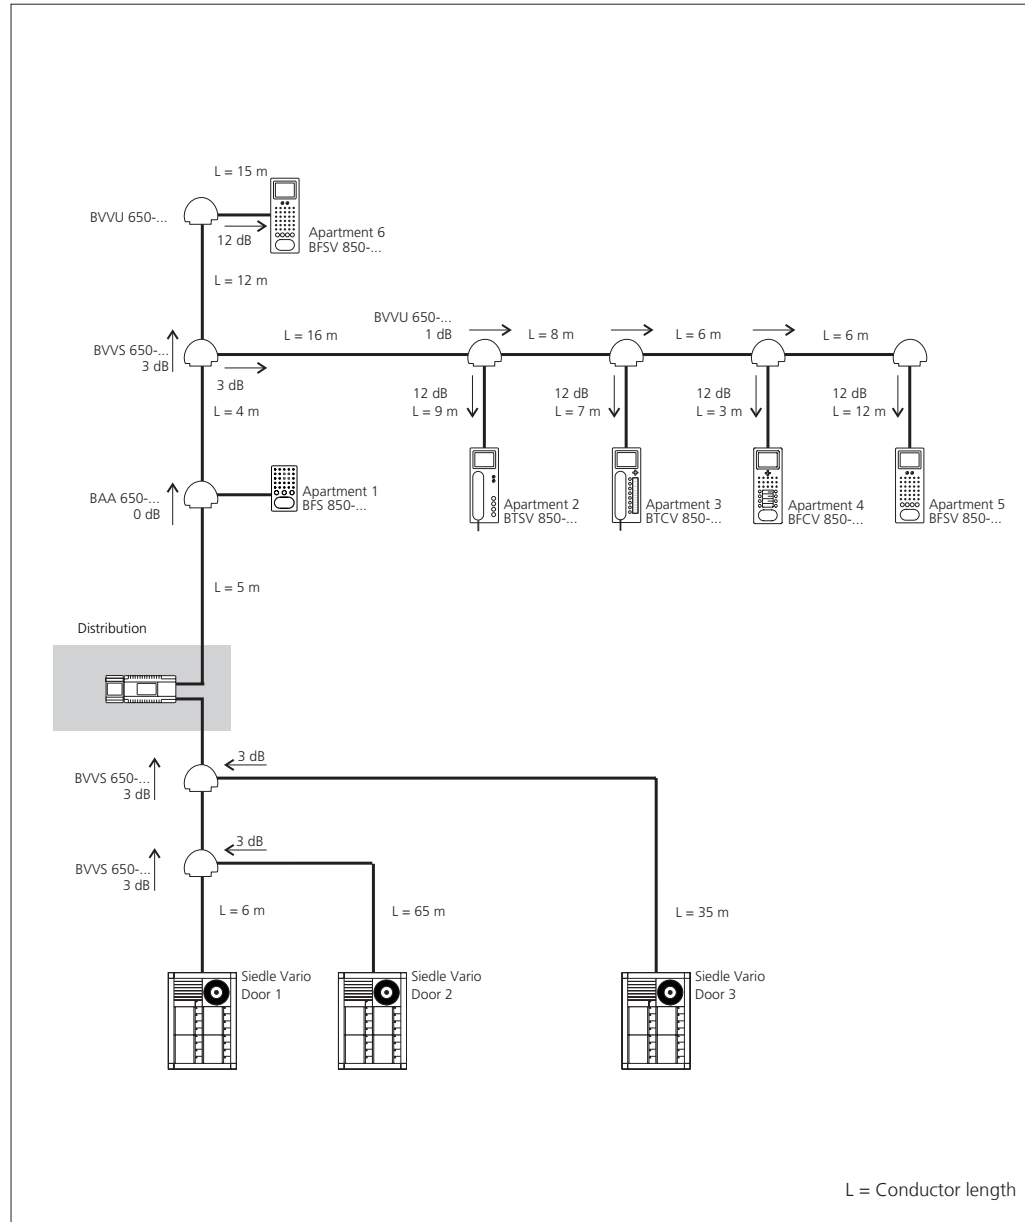 L = 15 m
BVVU 650-...
12 dB
Apartment 6
BFSV 850-...
L = 12 m
BVVS 650-...
3 dB
3 dB
L = 16 m
BVVU 650-...
1 dB
L = 8 m
L = 6 m
L = 6 m
L = 4 m
12 dB
L = 9 m
12 dB
L = 7 m
12 dB
L = 3 m
12 dB
L = 12 m
BAA 650-...
0 dB
Apartment 1
BFS 850-...
Apartment 2
BTSV 850-...
Apartment 3
BTCV 850-...
Apartment 4
BFCV 850-...
Apartment 5
BFSV 850-...
L = 5 m
Distribution
BVVS 650-...
3 dB
3 dB
BVVS 650-...
3 dB
3 dB
L = 6 m
L = 65 m
L = 35 m
Siedle Vario
Door 1
Siedle Vario
Door 2
Siedle Vario
Door 3
L = Conductor length